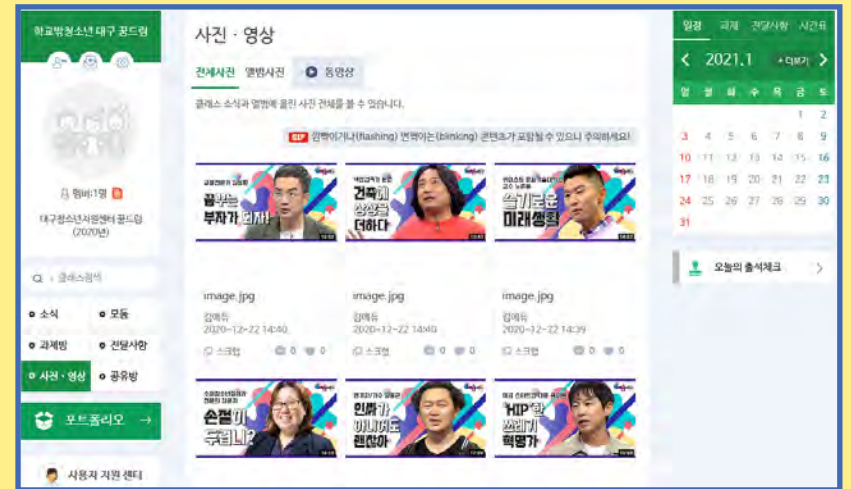 학교밖청소년 대구 꿈드림
멤버:1명
대구청소년지원센터 꿈드림
(2020년)
클래스검색
소식
모둠
과제방
전달사항
사진 · 영상
공유방
포트폴리오 →
사용자 지원 센터
사진 · 영상
전체사진 앨범사진 동영상
클래스 소식과 앨범에 올린 사진 전체를 볼 수 있습니다.
GIF 깜빡이거나(flashing) 번쩍이는(blinking) 콘텐츠가 포함될 수 있으니 주의하세요!
꿈꾸는
부자가 되자!
건축에
상상을
더하다
슬기로운
미래생활
image.jpg
김에듀
2020-12-22 14:40
스크랩 0 0
image.jpg
김에듀
2020-12-22 14:40
스크랩 0 0
image.jpg
김에듀
2020-12-22 14:39
스크랩 0 0
손절이
두렵니?
인싸가
아니어도
괜찮아
"HIP"한
쓰레기
혁명가
일정 과제 전달사항 시간표
2021.1 +더보기
일 월 화 수 목 금 토
1 2
3 4 5 6 7 8 9
10 11 12 13 14 15 16
17 18 19 20 21 22 23
24 25 26 27 28 29 30
31
오늘의 출석체크